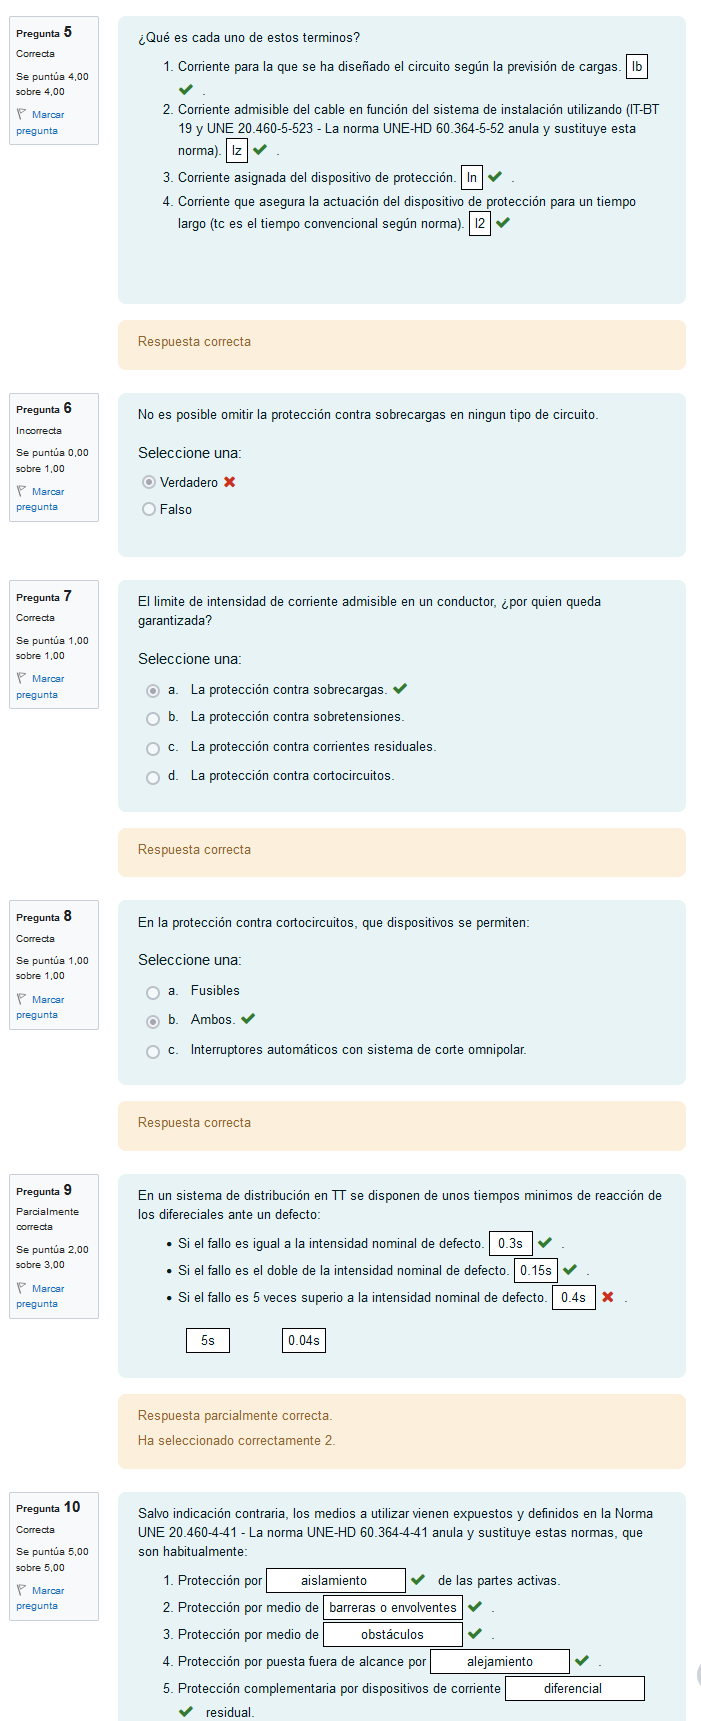 Pregunta 5
Correcta
Se puntúa 4,00
sobre 4,00
Marcar
pregunta
¿Qué es cada uno de estos terminos?
1. Corriente para la que se ha diseñado el circuito según la previsión de cargas. Ib
.
2. Corriente admisible del cable en función del sistema de instalación utilizando (IT-BT
19 y UNE 20.460-5-523 - La norma UNE-HD 60.364-5-52 anula y sustituye esta
norma). Iz .
3. Corriente asignada del dispositivo de protección. In .
4. Corriente que asegura la actuación del dispositivo de protección para un tiempo
largo (tc es el tiempo convencional según norma). I2
Respuesta correcta
Pregunta 6
Incorrecta
Se puntúa 0,00
sobre 1,00
Marcar
pregunta
No es posible omitir la protección contra sobrecargas en ningun tipo de circuito.
Seleccione una:
Verdadero
Falso
Pregunta 7
Correcta
Se puntúa 1,00
sobre 1,00
Marcar
pregunta
El limite de intensidad de corriente admisible en un conductor, ¿por quien queda
garantizada?
Seleccione una:
a. La protección contra sobrecargas.
b. La protección contra sobretensiones.
c. La protección contra corrientes residuales.
d. La protección contra cortocircuitos.
Respuesta correcta
Pregunta 8
Correcta
Se puntúa 1,00
sobre 1,00
Marcar
pregunta
En la protección contra cortocircuitos, que dispositivos se permiten:
Seleccione una:
a. Fusibles
b. Ambos.
c. Interruptores automáticos con sistema de corte omnipolar.
Respuesta correcta
Pregunta 9
Parcialmente
correcta
Se puntúa 2,00
sobre 3,00
Marcar
pregunta
En un sistema de distribución en TT se disponen de unos tiempos minimos de reacción de
los difereciales ante un defecto:
• Si el fallo es igual a la intensidad nominal de defecto. 0.3s .
• Si el fallo es el doble de la intensidad nominal de defecto. 0.15s .
• Si el fallo es 5 veces superio a la intensidad nominal de defecto. 0.4s .
5s 0.04s
Respuesta parcialmente correcta.
Ha seleccionado correctamente 2.
Pregunta 10
Correcta
Se puntúa 5,00
sobre 5,00
Marcar
pregunta
Salvo indicación contraria, los medios a utilizar vienen expuestos y definidos en la Norma
UNE 20.460-4-41 - La norma UNE-HD 60.364-4-41 anula y sustituye estas normas, que
son habitualmente:
1. Protección por aislamiento de las partes activas.
2. Protección por medio de barreras o envolventes .
3. Protección por medio de obstáculos .
4. Protección por puesta fuera de alcance por alejamiento .
5. Protección complementaria por dispositivos de corriente diferencial
residual.